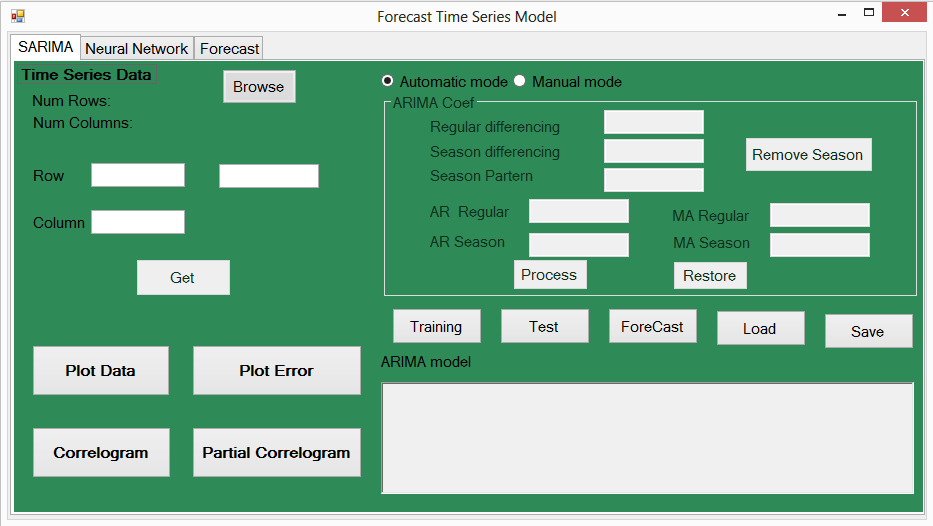 Forecast Time Series Model
SARIMA
Neural Network
Forecast
Time Series Data
Browse
Num Rows:
Num Columns:
Row
Column
Get
Plot Data
Plot Error
Correlogram
Partial Correlogram
Automatic mode
Manual mode
ARIMA Coef
Regular differencing
Season differencing
Season Partern
Remove Season
AR Regular
MA Regular
AR Season
MA Season
Process
Restore
Training
Test
ForeCast
Load
Save
ARIMA model